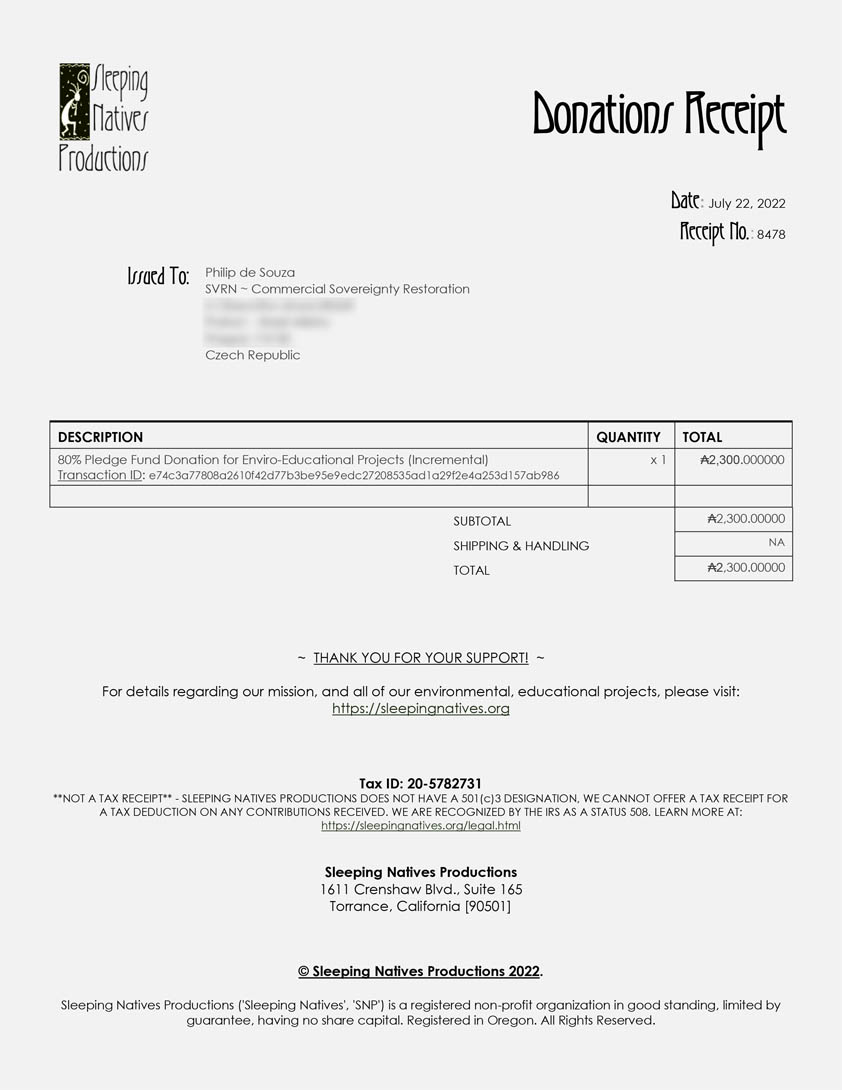 Sleeping
Natives
Productions
Donations Receipt
Date: July 22, 2022
Receipt No.: 8478
Issued To: Philip de Souza
SVRN ~ Commercial Sovereignty Restoration
Czech Republic
DESCRIPTION QUANTITY TOTAL
80% Pledge Fund Donation for Enviro-Educational Projects (Incremental) x 1 ₳2,300.000000
Transaction ID: e74c3a77808a2610f42d77b3be95e9edc27208535ad1a29f2e4a253d157ab986
SUBTOTAL ₳2,300.00000
SHIPPING & HANDLING NA
TOTAL ₳2,300.00000
~ THANK YOU FOR YOUR SUPPORT! ~
For details regarding our mission, and all of our environmental, educational projects, please visit:
https://sleepingnatives.org
Tax ID: 20-5782731
**NOT A TAX RECEIPT** - SLEEPING NATIVES PRODUCTIONS DOES NOT HAVE A 501(c)3 DESIGNATION, WE CANNOT OFFER A TAX RECEIPT FOR
A TAX DEDUCTION ON ANY CONTRIBUTIONS RECEIVED. WE ARE RECOGNIZED BY THE IRS AS A STATUS 508. LEARN MORE AT:
https://sleepingnatives.org/legal.html
Sleeping Natives Productions
1611 Crenshaw Blvd., Suite 165
Torrance, California [90501]
© Sleeping Natives Productions 2022.
Sleeping Natives Productions ('Sleeping Natives', 'SNP') is a registered non-profit organization in good standing, limited by
guarantee, having no share capital. Registered in Oregon. All Rights Reserved.